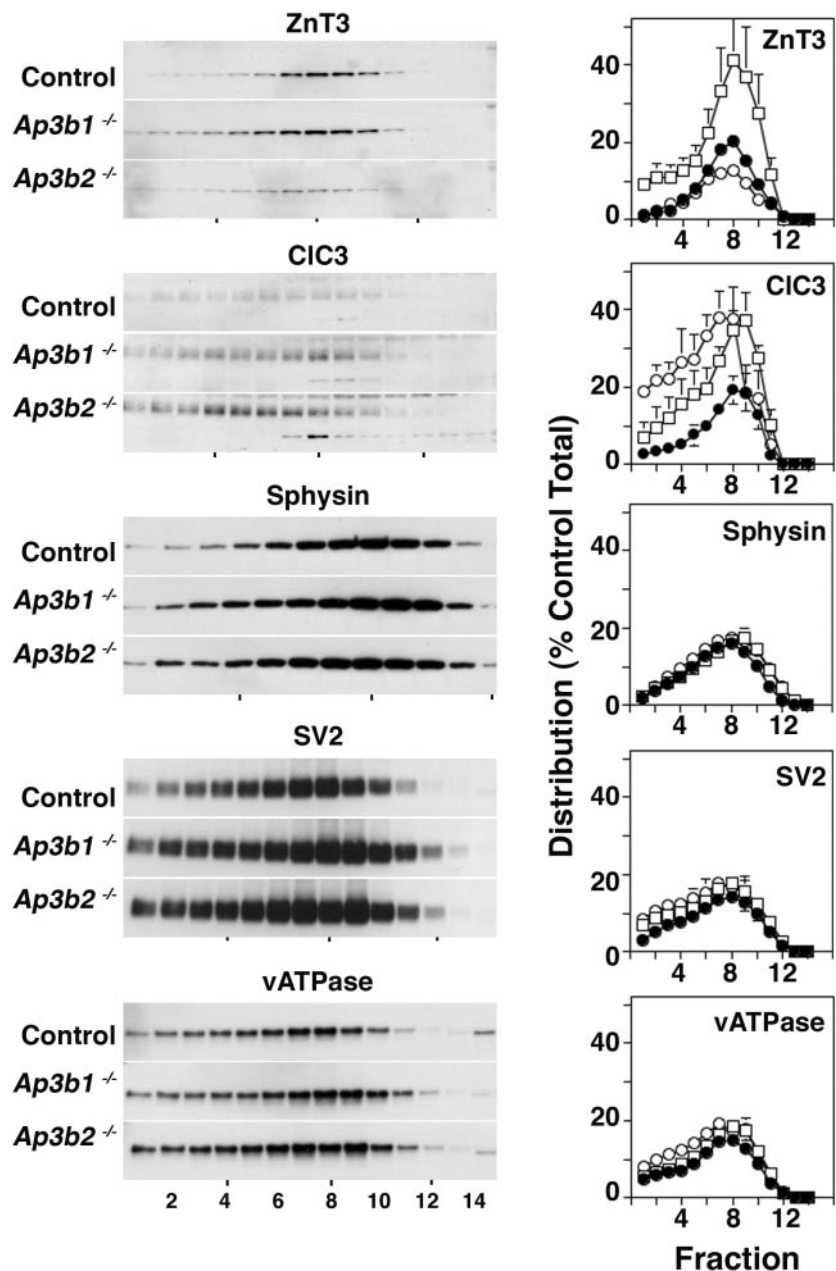 ZnT3
Control
Ap3b1 -/-
Ap3b2 -/-
ClC3
Control
Ap3b1 -/-
Ap3b2 -/-
Sphysin
Control
Ap3b1 -/-
Ap3b2 -/-
SV2
Control
Ap3b1 -/-
Ap3b2 -/-
vATPase
Control
Ap3b1 -/-
Ap3b2 -/-
2 4 6 8 10 12 14
Distribution (% Control Total)
ZnT3
40
20
0
4 8 12
ClC3
40
20
0
4 8 12
Sphysin
40
20
0
4 8 12
SV2
40
20
0
4 8 12
vATPase
40
20
0
4 8 12
Fraction